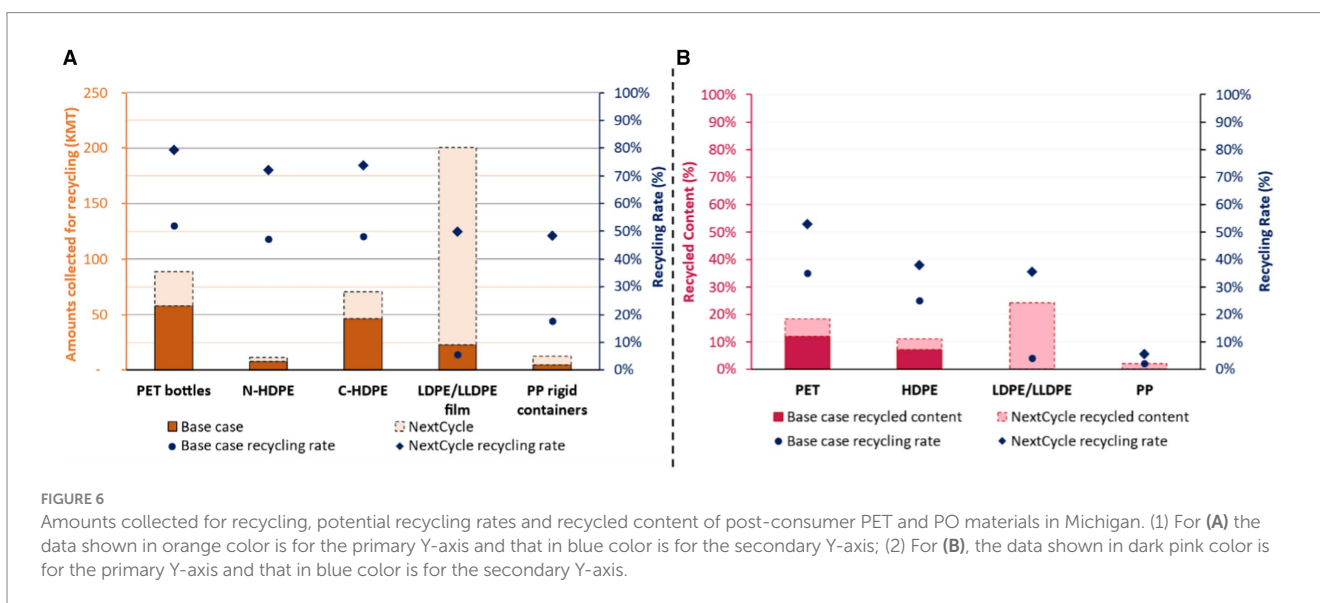 A
Amounts collected for recycling (KMT)
250
200
150
100
50
-
100%
90%
80%
70%
60%
50%
40%
30%
20%
10%
0%
Recycling Rate (%)
PET bottles N-HDPE C-HDPE LDPE/LLDPE film PP rigid containers
Base case NextCycle
Base case recycling rate NextCycle recycling rate
B
Recycled Content (%)
100%
90%
80%
70%
60%
50%
40%
30%
20%
10%
0%
100%
90%
80%
70%
60%
50%
40%
30%
20%
10%
0%
Recycling Rate (%)
PET HDPE LDPE/LLDPE PP
Base case recycled content NextCycle recycled content
Base case recycling rate NextCycle recycling rate
FIGURE 6
Amounts collected for recycling, potential recycling rates and recycled content of post-consumer PET and PO materials in Michigan. (1) For (A) the
data shown in orange color is for the primary Y-axis and that in blue color is for the secondary Y-axis; (2) For (B), the data shown in dark pink color is
for the primary Y-axis and that in blue color is for the secondary Y-axis.